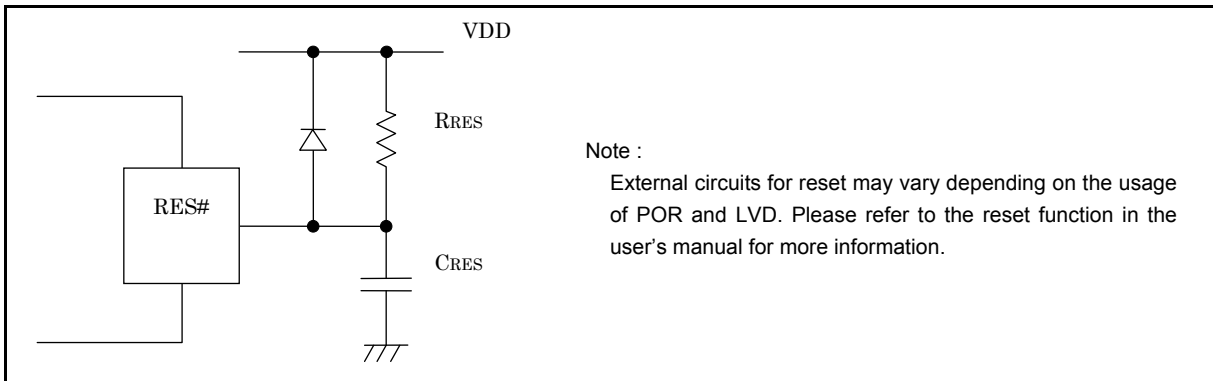 VDD
RRES
RES#
CRES
Note :
External circuits for reset may vary depending on the usage
of POR and LVD. Please refer to the reset function in the
user's manual for more information.